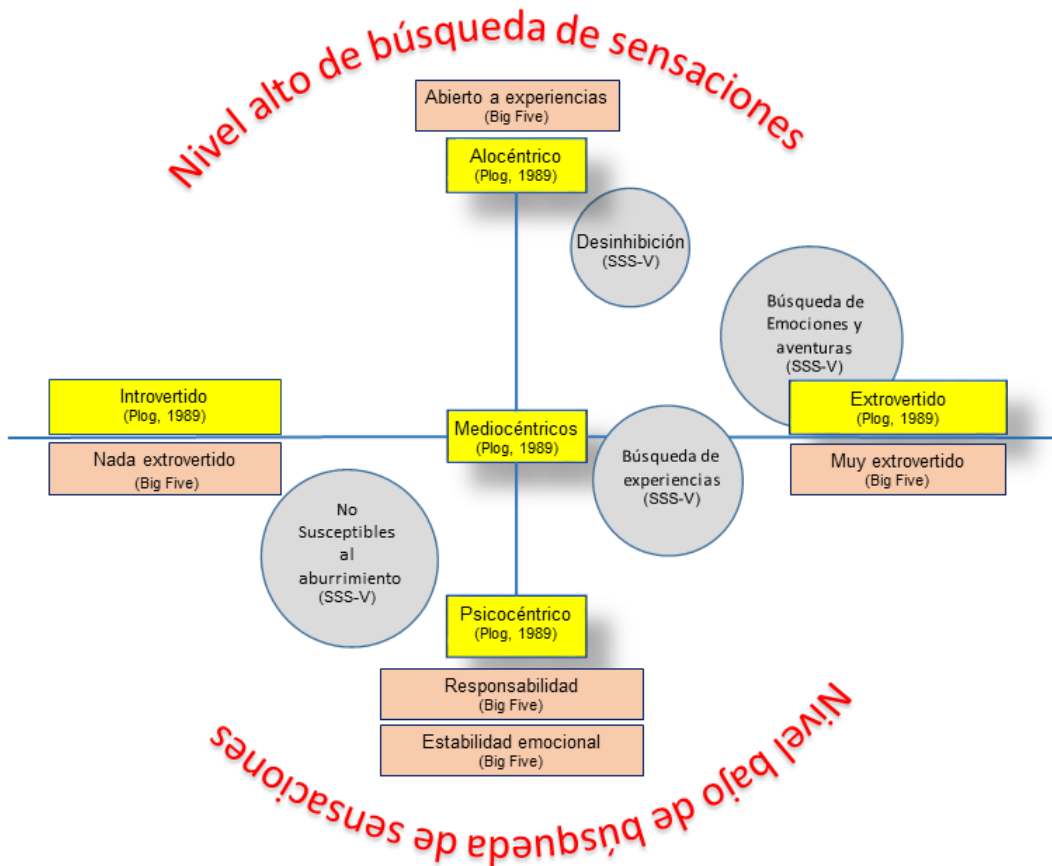 Nivel alto de búsqueda de sensaciones
Abierto a experiencias
(Big Five)
Alocéntrico
(Plog, 1989)
Desinhibición
(SSS-V)
Búsqueda de
Emociones y
aventuras
(SSS-V)
Introvertido
(Plog, 1989)
Extrovertido
(Plog, 1989)
Mediocéntricos
(Plog, 1989)
Nada extrovertido
(Big Five)
Búsqueda de
experiencias
(SSS-V)
Muy extrovertido
(Big Five)
No
Susceptibles
al
aburrimiento
(SSS-V)
Psicocéntrico
(Plog, 1989)
Responsabilidad
(Big Five)
Estabilidad emocional
(Big Five)
Nivel bajo de búsqueda de sensaciones